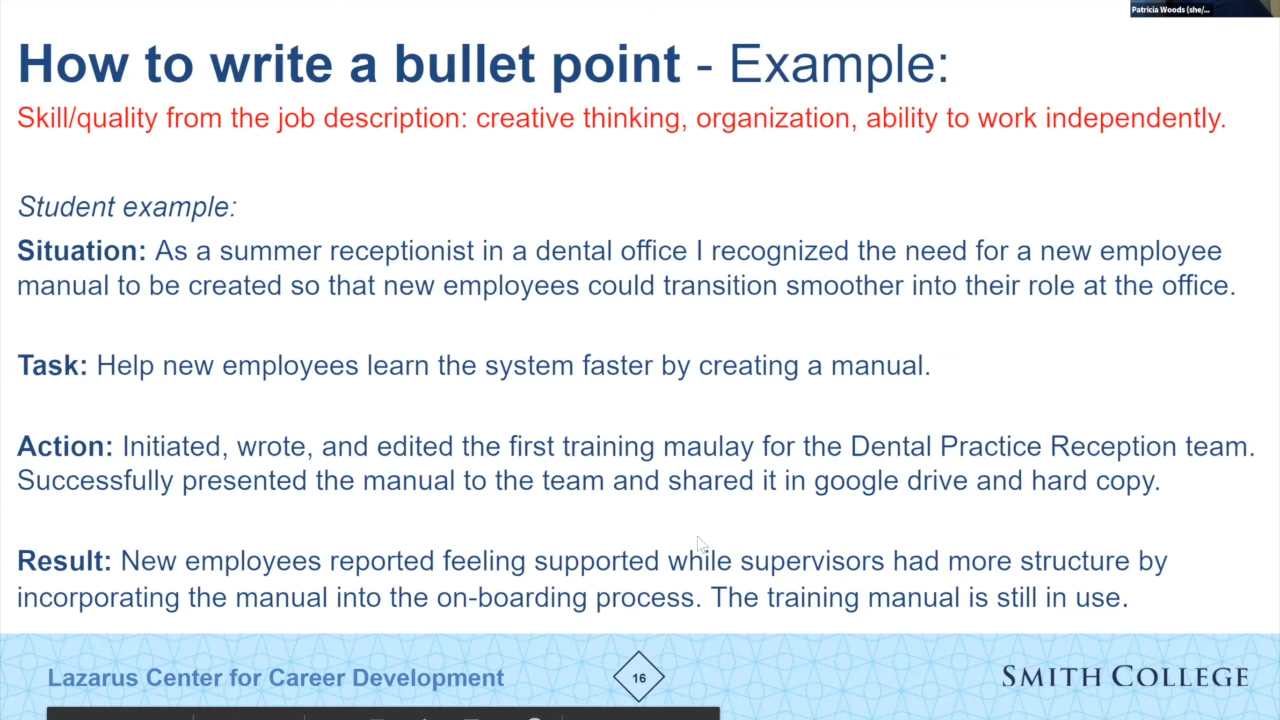 Patricia Woods (she/...
How to write a bullet point - Example:
Skill/quality from the job description: creative thinking, organization, ability to work independently.
Student example:
Situation: As a summer receptionist in a dental office I recognized the need for a new employee
manual to be created so that new employees could transition smoother into their role at the office.
Task: Help new employees learn the system faster by creating a manual.
Action: Initiated, wrote, and edited the first training maulay for the Dental Practice Reception team.
Successfully presented the manual to the team and shared it in google drive and hard copy.
Result: New employees reported feeling supported while supervisors had more structure by
incorporating the manual into the on-boarding process. The training manual is still in use.
Lazarus Center for Career Development
16
SMITH COLLEGE